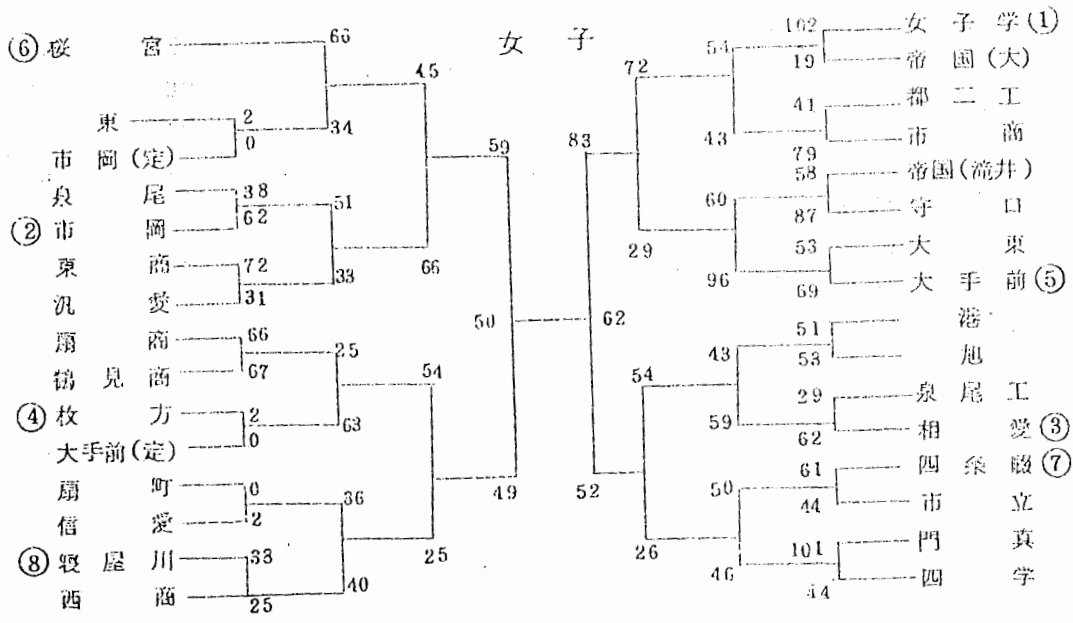 女子
⑥ 桜宮 66
東 2
市岡(定) 0
34
45
泉尾 38
② 市岡 62
51
東商 72
汎愛 31
33
66
59
扇商 66
鶴見商 67
25
④ 枚方 2
大手前(定) 0
63
54
扇町 0
信愛 2
36
⑧ 寝屋川 33
西商 25
40
25
49
50
62
83
52
72
29
54
43
102 女子学 ①
19 帝国(大)
41 都二工
79 市商
60
96
58 帝国(滝井)
87 守口
53 大東
69 大手前 ⑤
54
26
43
59
51 港
53 旭
29 泉尾工
62 相愛 ③
50
46
61 四条畷 ⑦
44 市立
101 門真
44 四学